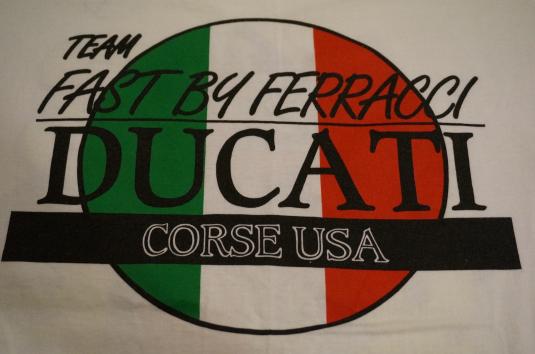 TEAM
FAST BY FERRACCI
DUCATI
CORSE USA